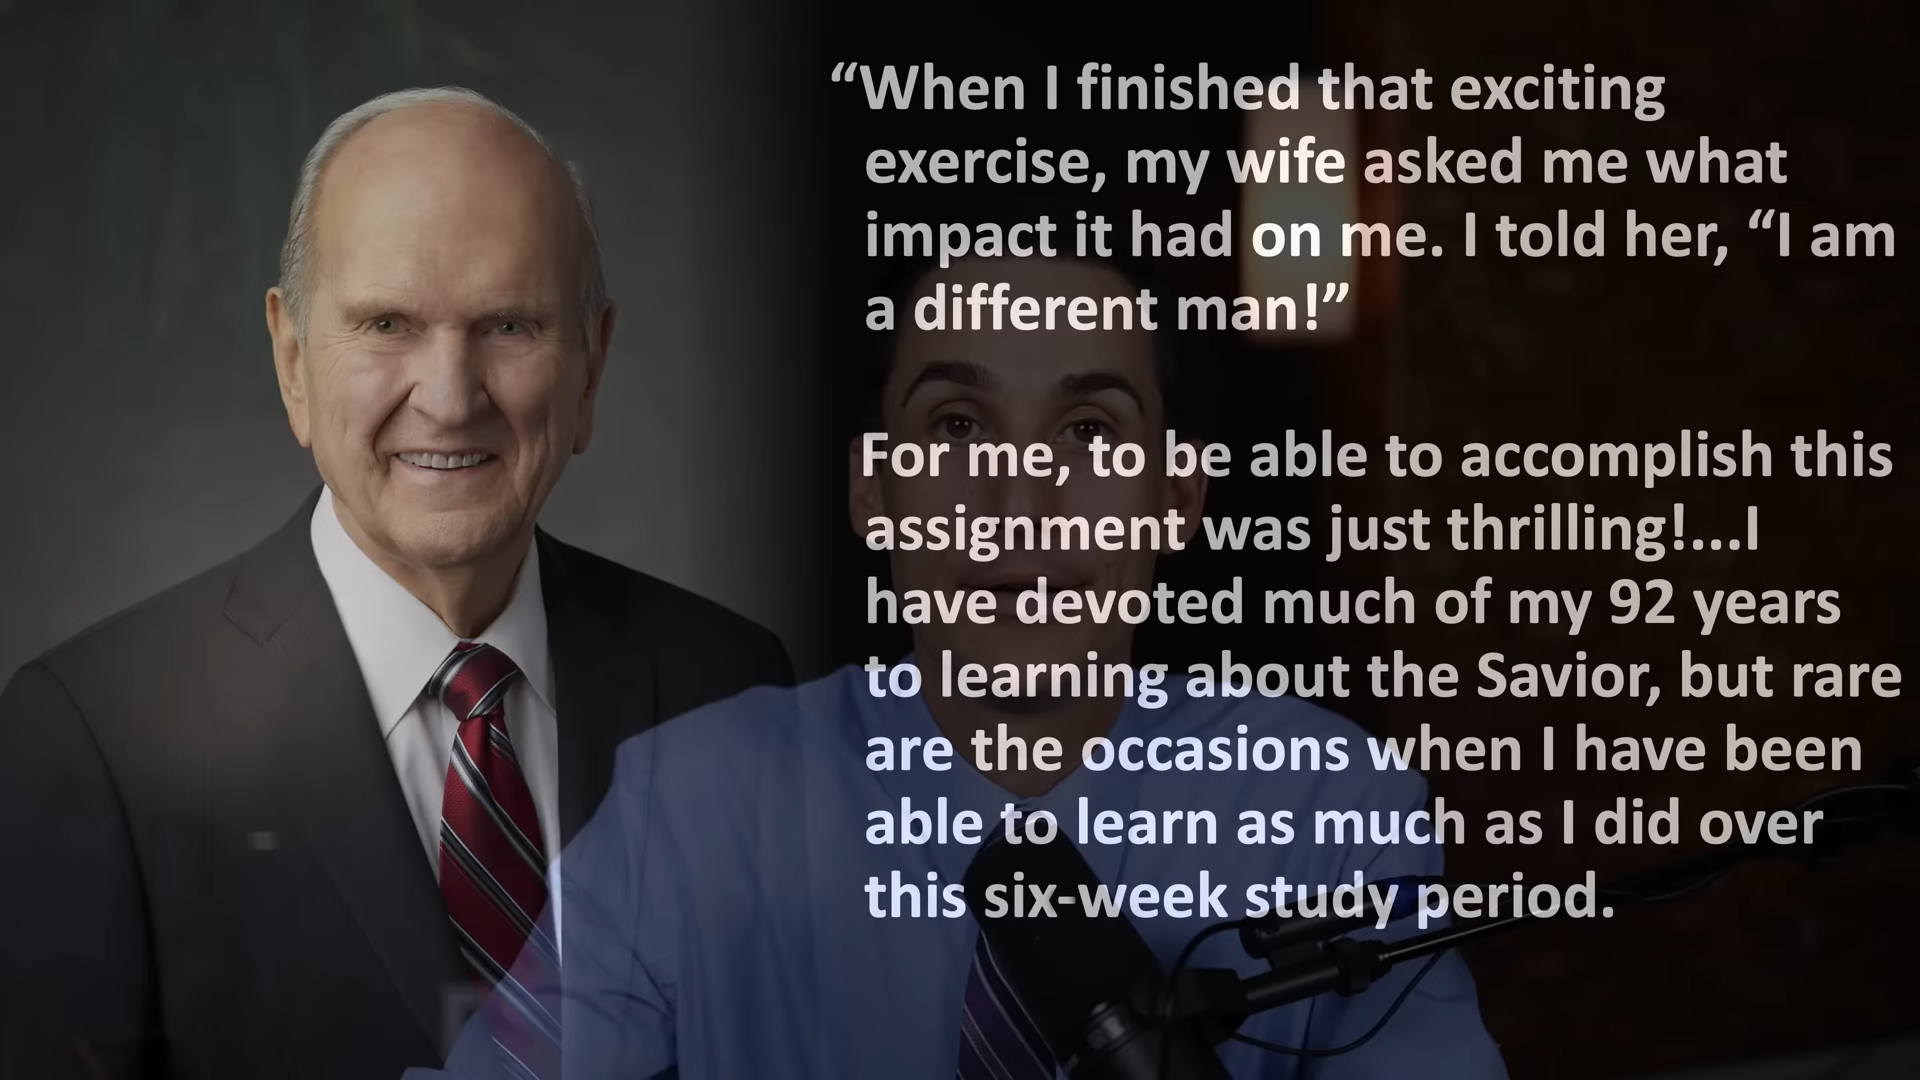 “When I finished that exciting
exercise, my wife asked me what
impact it had on me. I told her, “I am
a different man!”
For me, to be able to accomplish this
assignment was just thrilling!...I
have devoted much of my 92 years
to learning about the Savior, but rare
are the occasions when I have been
able to learn as much as I did over
this six-week study period.